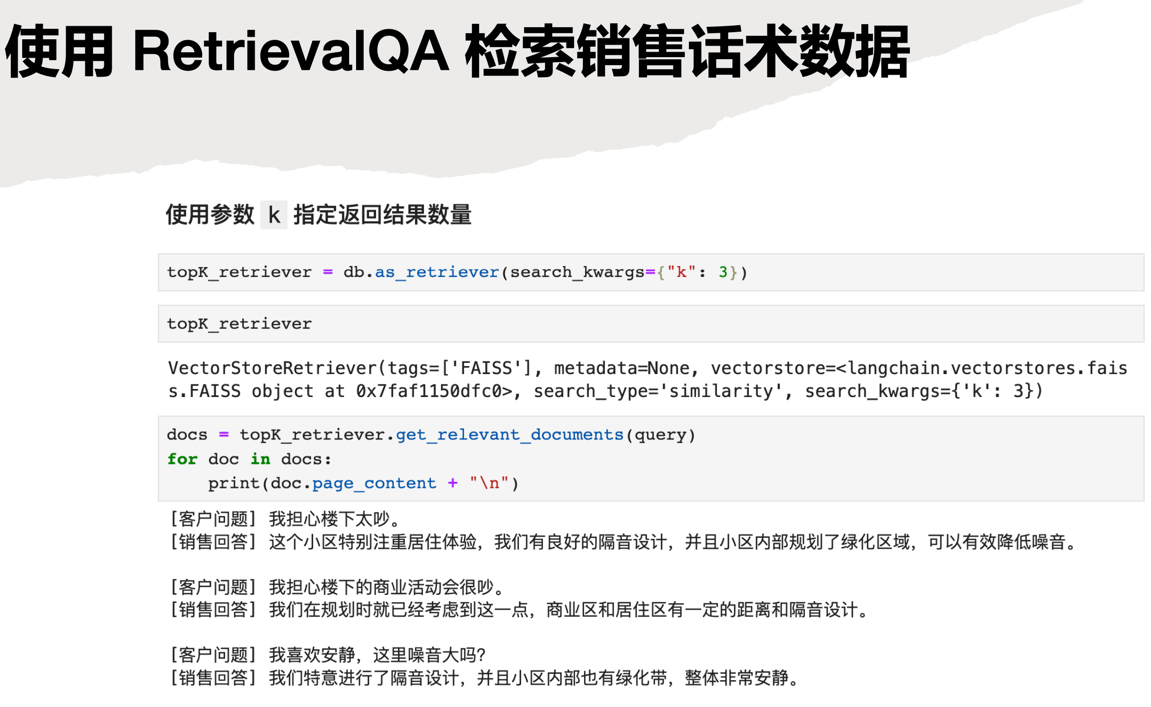 使用 RetrievalQA 检索销售话术数据
使用参数 k 指定返回结果数量
topK_retriever = db.as_retriever(search_kwargs={"k": 3})
topK_retriever
VectorStoreRetriever(tags=['FAISS'], metadata=None, vectorstore=<langchain.vectorstores.fais
s.FAISS object at 0x7faf1150dfc0>, search_type='similarity', search_kwargs={'k': 3})
docs = topK_retriever.get_relevant_documents(query)
for doc in docs:
    print(doc.page_content + "\n")
[客户问题] 我担心楼下太吵。
[销售回答] 这个小区特别注重居住体验，我们有良好的隔音设计，并且小区内部规划了绿化区域，可以有效降低噪音。
[客户问题] 我担心楼下的商业活动会很吵。
[销售回答] 我们在规划时就已经考虑到这一点，商业区和居住区有一定的距离和隔音设计。
[客户问题] 我喜欢安静，这里噪音大吗？
[销售回答] 我们特意进行了隔音设计，并且小区内部也有绿化带，整体非常安静。